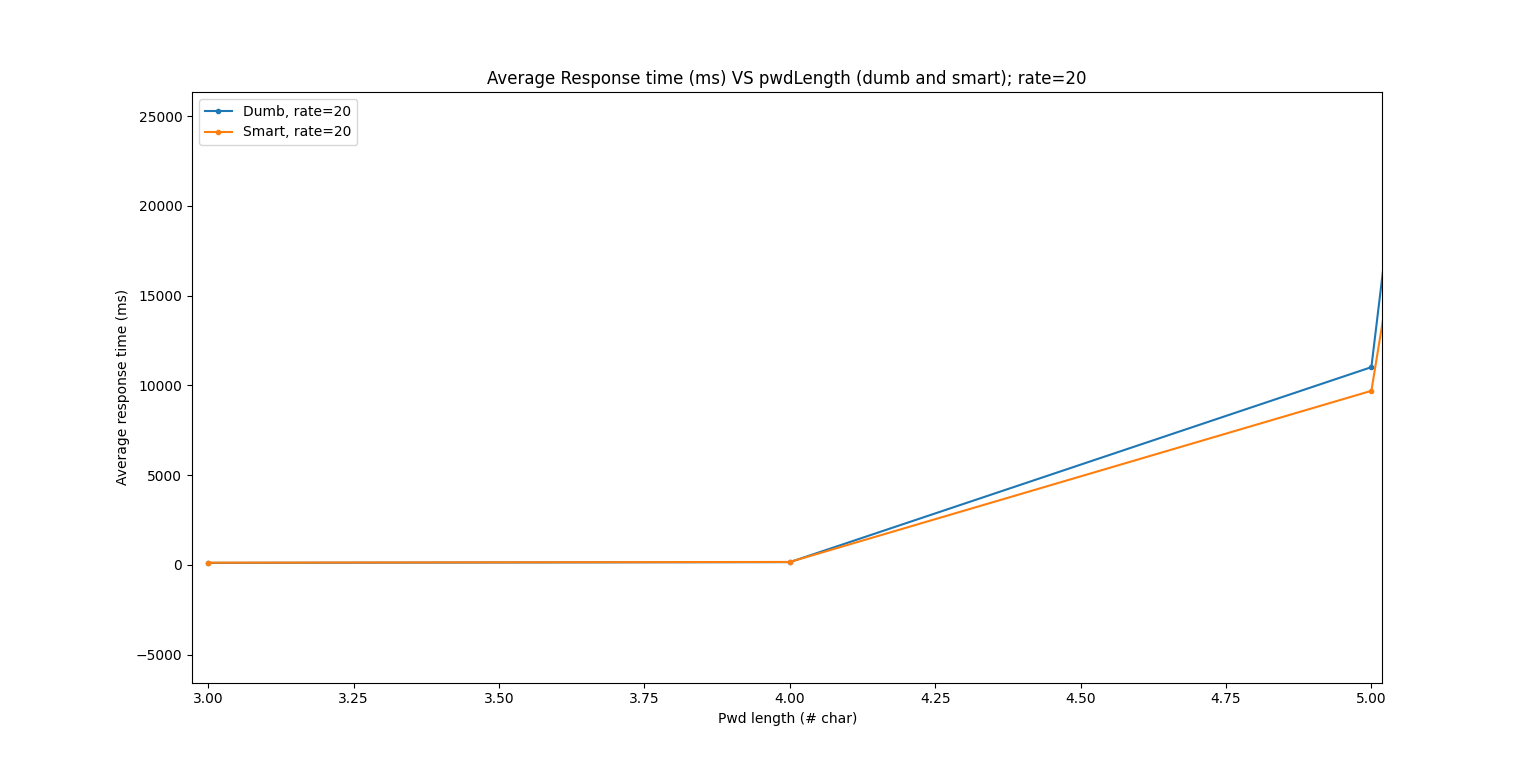 Average Response time (ms) VS pwdLength (dumb and smart); rate=20
Dumb, rate=20
Smart, rate=20
25000
20000
15000
10000
5000
0
−5000
Average response time (ms)
3.00 3.25 3.50 3.75 4.00 4.25 4.50 4.75 5.00
Pwd length (# char)